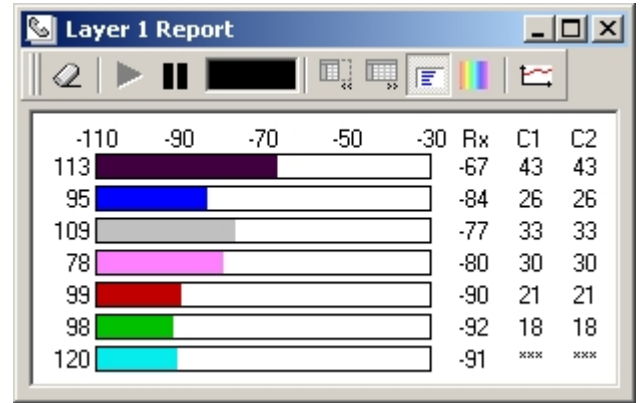 Layer 1 Report
-110 -90 -70 -50 -30 Rx C1 C2
113 -67 43 43
95 -84 26 26
109 -77 33 33
78 -80 30 30
99 -90 21 21
98 -92 18 18
120 -91 *** ***